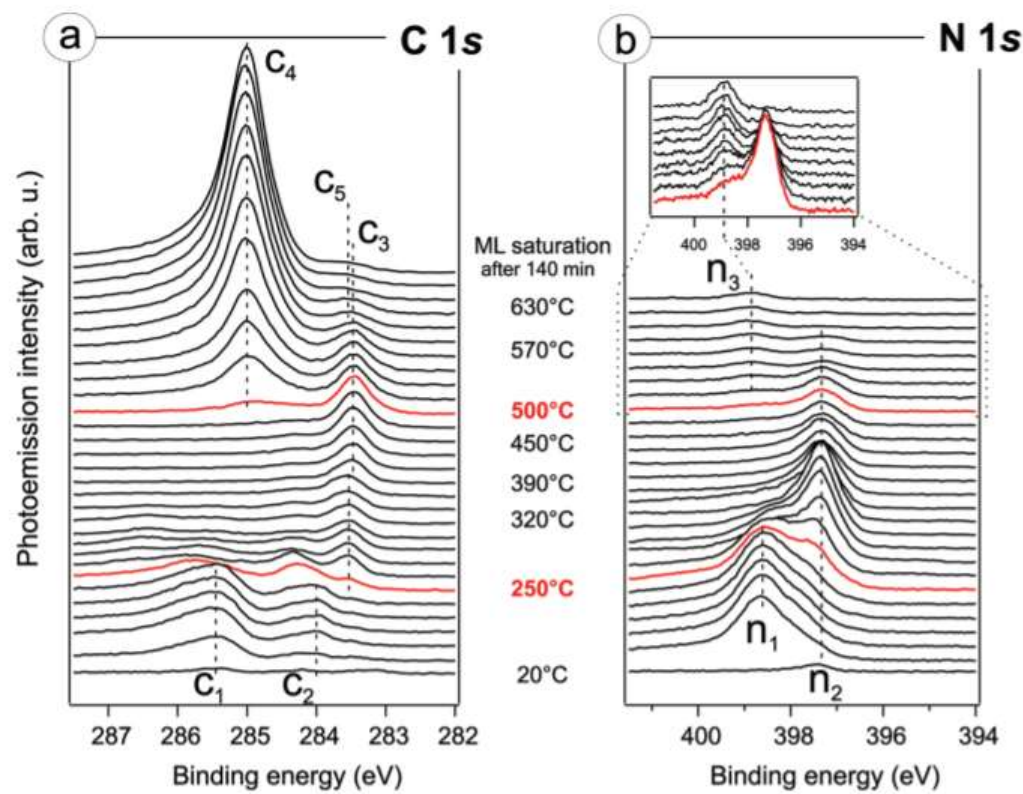 a
C 1s
Photoemission intensity (arb. u.)
C4
C5
C3
C1
C2
287 286 285 284 283 282
Binding energy (eV)
ML saturation
after 140 min
630°C
570°C
500°C
450°C
390°C
320°C
250°C
20°C
b
N 1s
400 398 396 394
n3
n1
n2
400 398 396 394
Binding energy (eV)